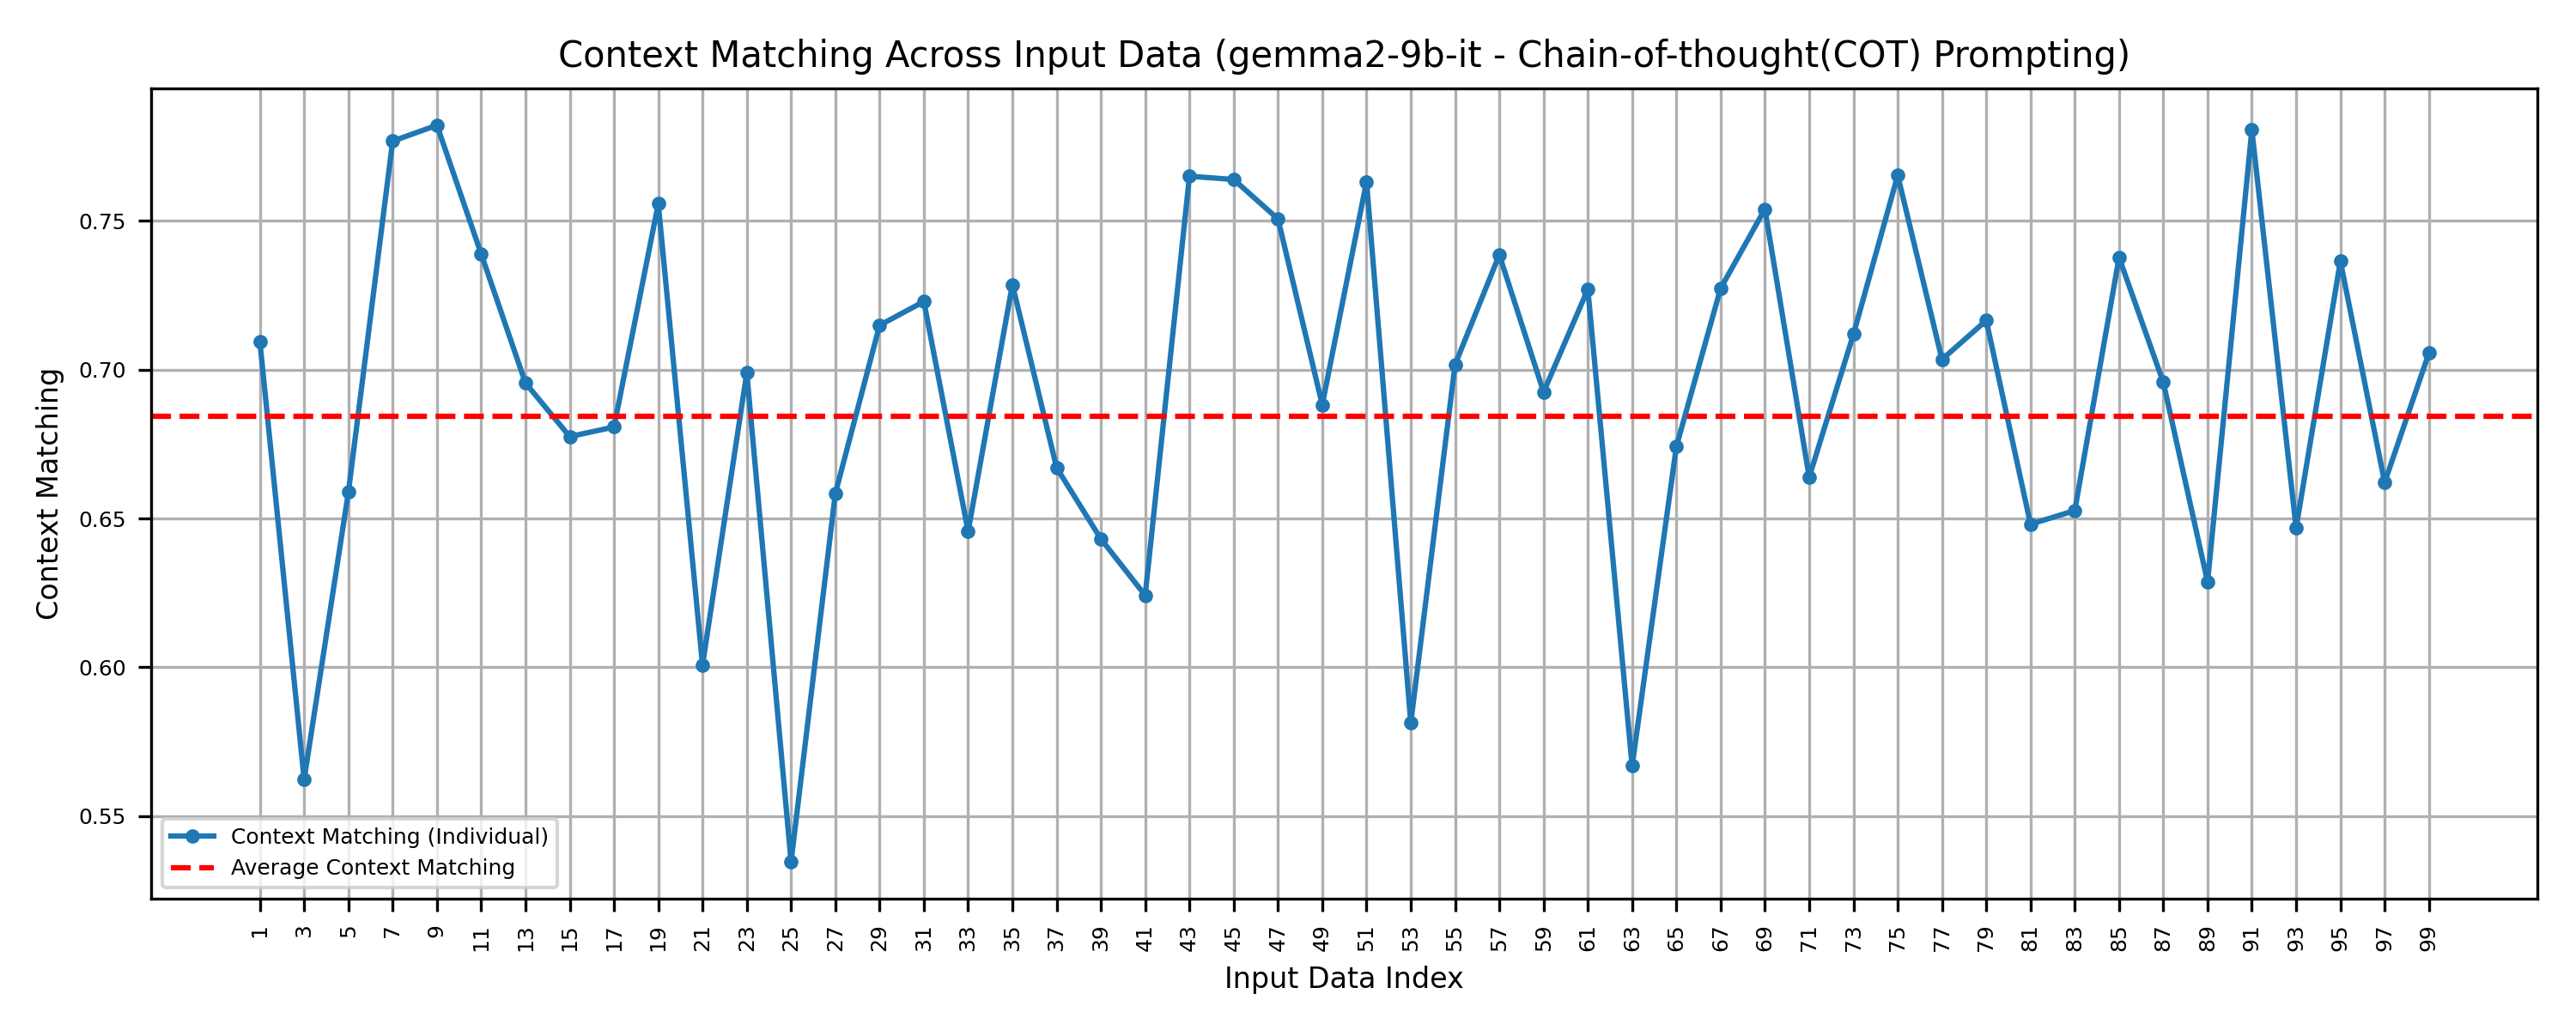 Context Matching Across Input Data (gemma2-9b-it - Chain-of-thought(COT) Prompting)
Context Matching
0.75
0.70
0.65
0.60
0.55
Context Matching (Individual)
Average Context Matching
1 3 5 7 9 11 13 15 17 19 21 23 25 27 29 31 33 35 37 39 41 43 45 47 49 51 53 55 57 59 61 63 65 67 69 71 73 75 77 79 81 83 85 87 89 91 93 95 97 99
Input Data Index